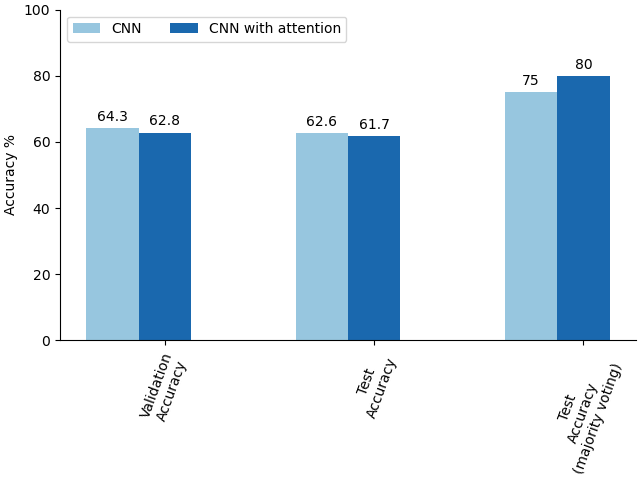 100
80
60
40
20
0
Accuracy %
CNN
CNN with attention
64.3
62.8
62.6
61.7
75
80
Validation
Accuracy
Test
Accuracy
Test
Accuracy
(majority voting)